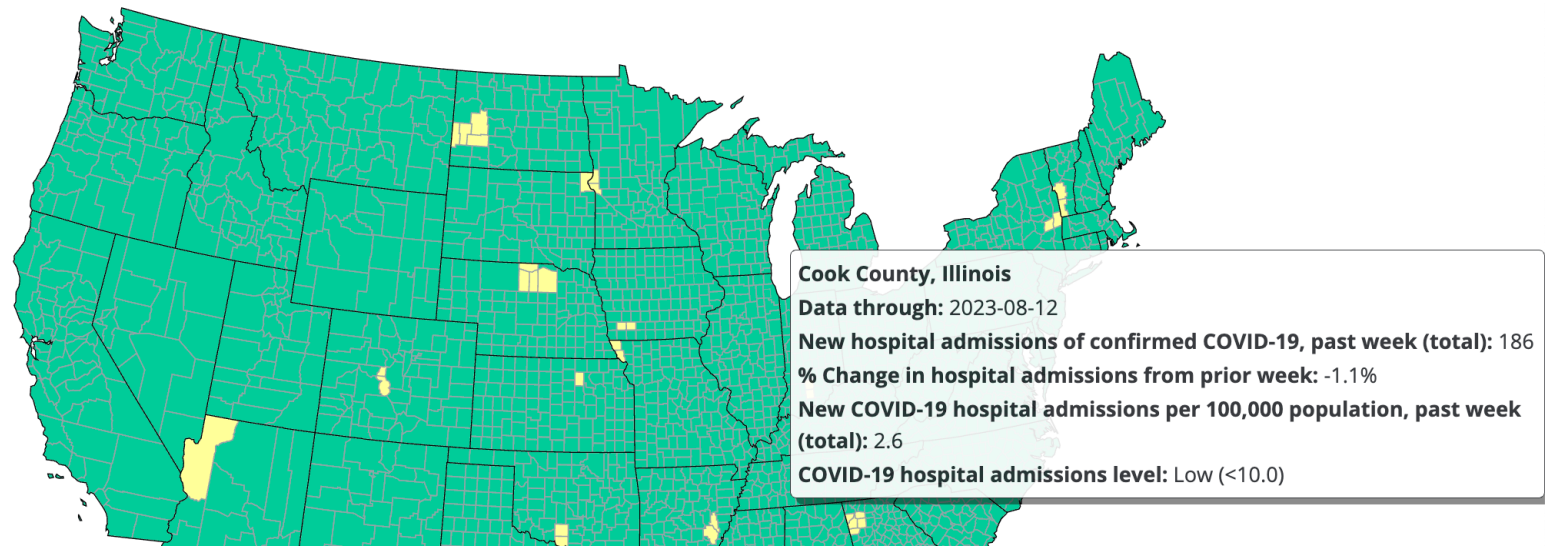 Cook County, Illinois
Data through: 2023-08-12
New hospital admissions of confirmed COVID-19, past week (total): 186
% Change in hospital admissions from prior week: -1.1%
New COVID-19 hospital admissions per 100,000 population, past week
(total): 2.6
COVID-19 hospital admissions level: Low (<10.0)